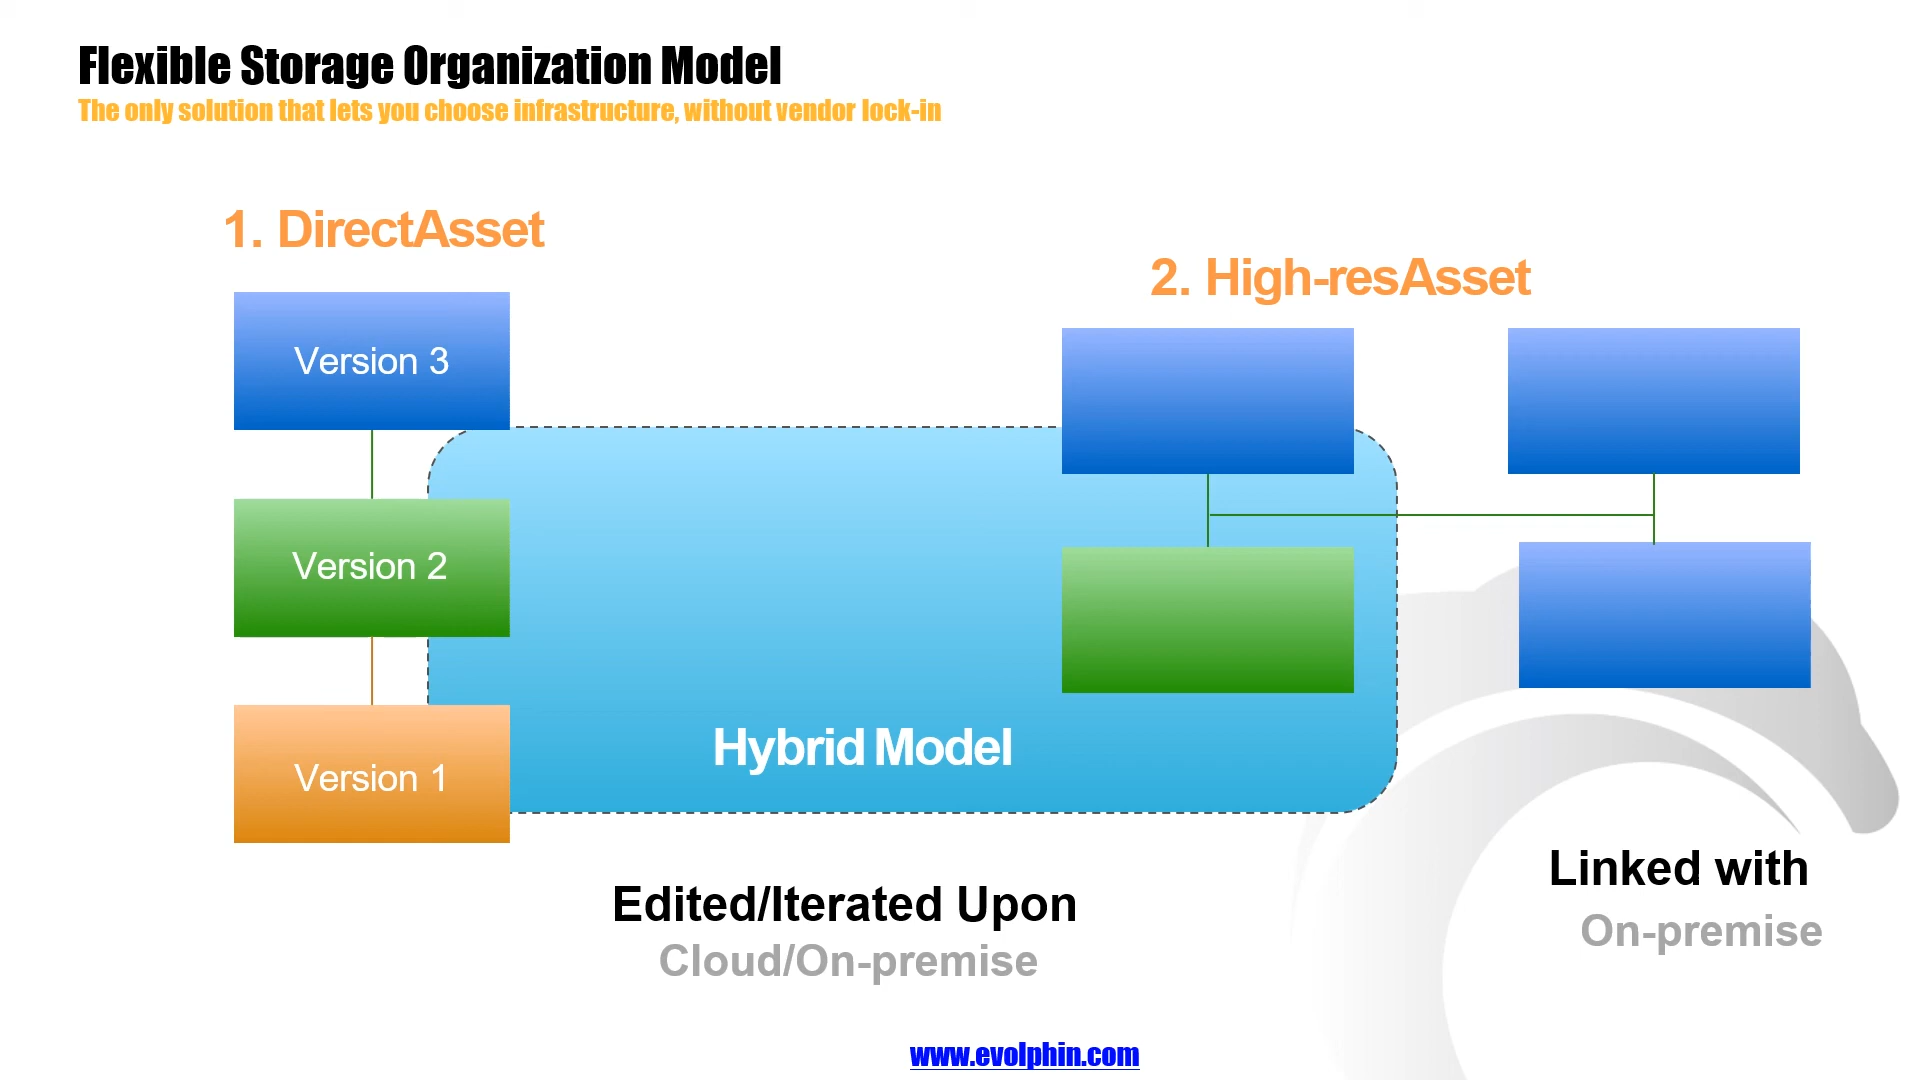 Flexible Storage Organization Model
The only solution that lets you choose infrastructure, without vendor lock-in
1. DirectAsset
2. High-resAsset
Version 3
Version 2
Version 1
Hybrid Model
Edited/Iterated Upon
Cloud/On-premise
Linked with
On-premise
www.evolphin.com